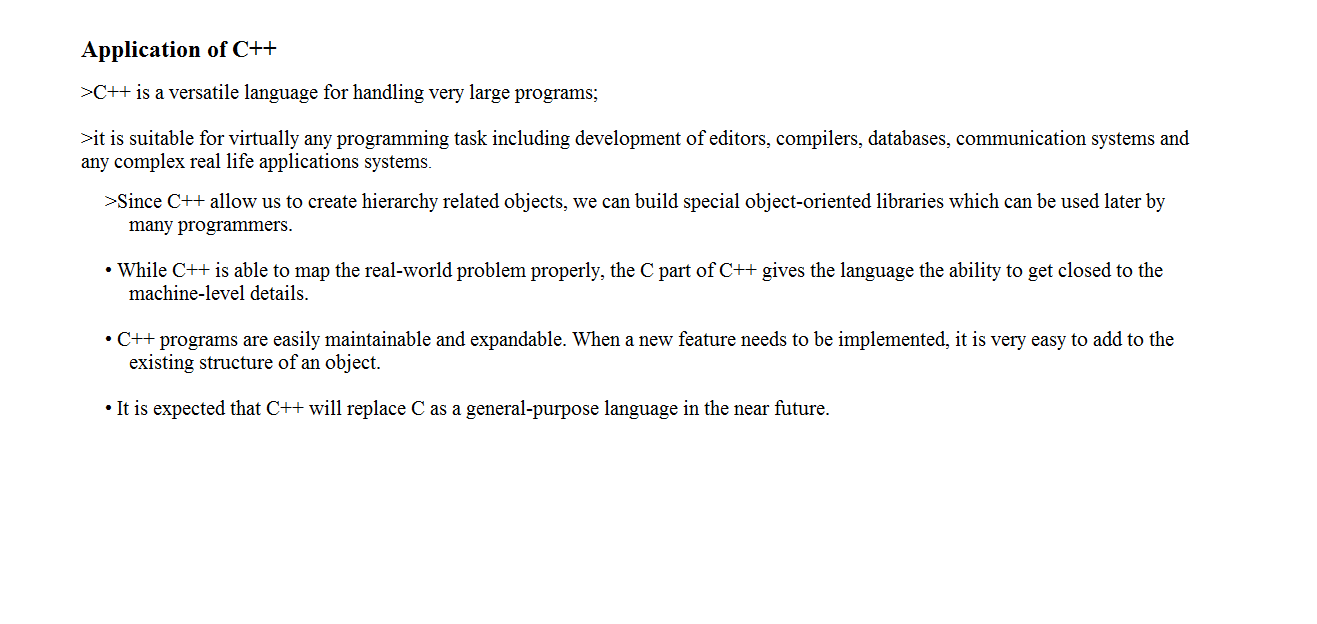 Application of C++
>C++ is a versatile language for handling very large programs;
>it is suitable for virtually any programming task including development of editors, compilers, databases, communication systems and
any complex real life applications systems.
>Since C++ allow us to create hierarchy related objects, we can build special object-oriented libraries which can be used later by
many programmers.
• While C++ is able to map the real-world problem properly, the C part of C++ gives the language the ability to get closed to the
machine-level details.
• C++ programs are easily maintainable and expandable. When a new feature needs to be implemented, it is very easy to add to the
existing structure of an object.
• It is expected that C++ will replace C as a general-purpose language in the near future.